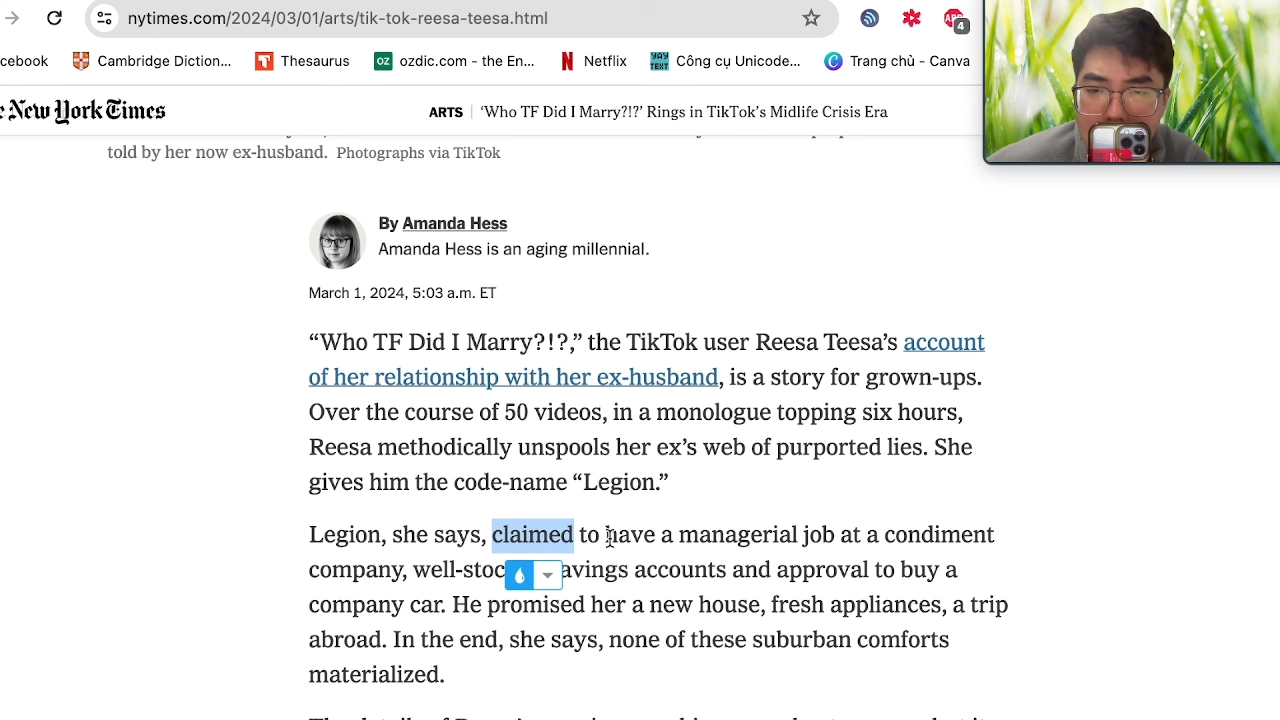 nytimes.com/2024/03/01/arts/tik-tok-reesa-teesa.html
4
cebook Cambridge Diction... Thesaurus ozdic.com - the En... Netflix Công cụ Unicode... Trang chủ - Canva
T OZ N YAY TEXT C
e New York Times ARTS | ‘Who TF Did I Marry?!?’ Rings in TikTok’s Midlife Crisis Era
told by her now ex-husband. Photographs via TikTok
By Amanda Hess
Amanda Hess is an aging millennial.
March 1, 2024, 5:03 a.m. ET
“Who TF Did I Marry?!?,” the TikTok user Reesa Teesa’s account
of her relationship with her ex-husband, is a story for grown-ups.
Over the course of 50 videos, in a monologue topping six hours,
Reesa methodically unspools her ex’s web of purported lies. She
gives him the code-name “Legion.”
Legion, she says, claimed to have a managerial job at a condiment
company, well-stoc avings accounts and approval to buy a
company car. He promised her a new house, fresh appliances, a trip
abroad. In the end, she says, none of these suburban comforts
materialized.